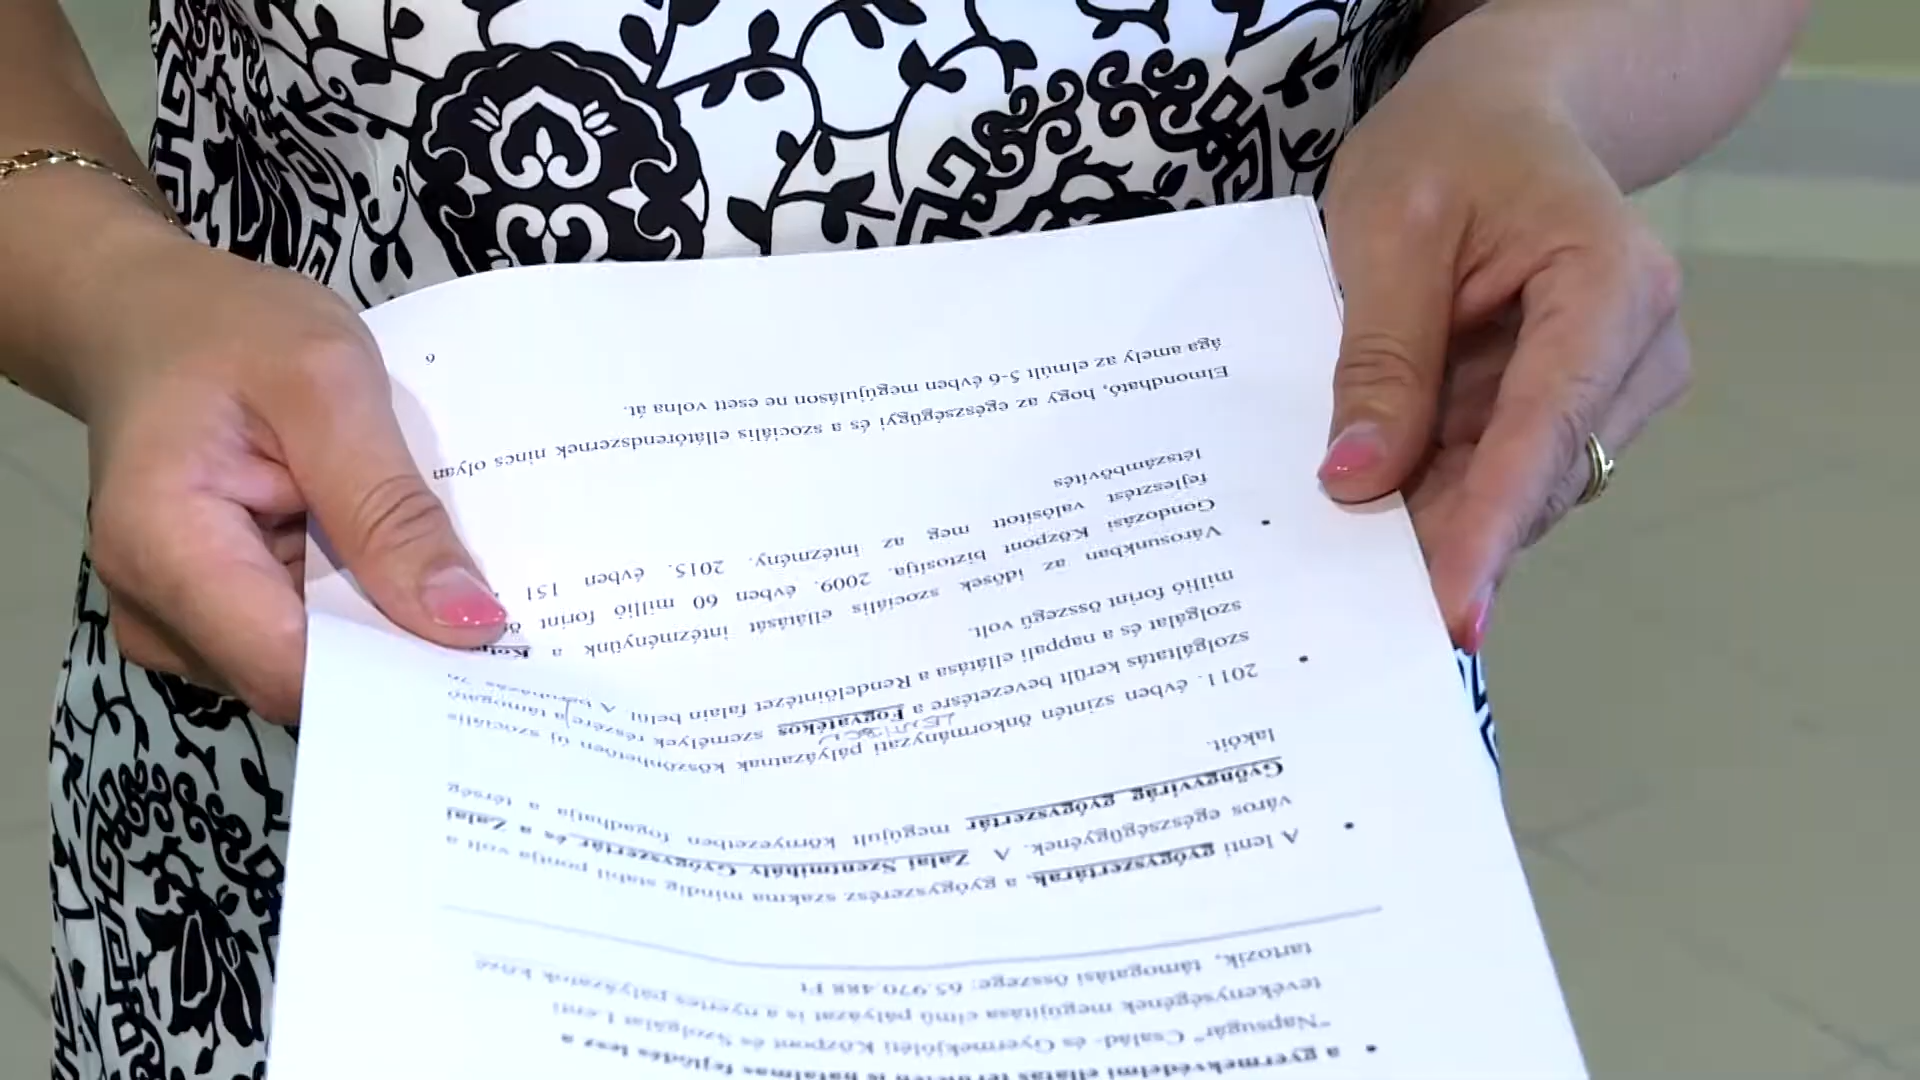 a gyermekvédelmi ellátás területén is hatalmas fejlődés lesz a
"Napsugár" Család- és Gyermekjóléti Központ és Szolgálat Lenti
tevékenységének megújítása című pályázat is a nyertes pályázatok közé
tartozik, támogatási összege: 65.970.488 Ft
A lenti gyógyszertárak, a gyógyszerész szakma mindig stabil pontja volt a
város egészségügyének. A Zalai Szentmihály Gyógyszertár és a Zalai
Gyöngyvirág gyógyszertár megújult környezetben fogadhatja a térség
lakóit.
2011. évben szintén önkormányzati pályázatnak köszönhetően új szociális
szolgáltatás került bevezetésre a Fogyatékos személyek részére a támogató
szolgálat és a nappali ellátása a Rendelőintézet falain belül. A
millió forint összegű volt.
Városunkban az idősek szociális ellátását intézményünk a
Gondozási Központ biztosítja. 2009. évben 60 millió forint
fejlesztést valósított meg az intézmény. 2015. évben 151
létszámbővítés
Elmondható, hogy az egészségügyi és a szociális ellátórendszernek nincs olyan
ága amely az elmúlt 5-6 évben megújuláson ne esett volna át.
6